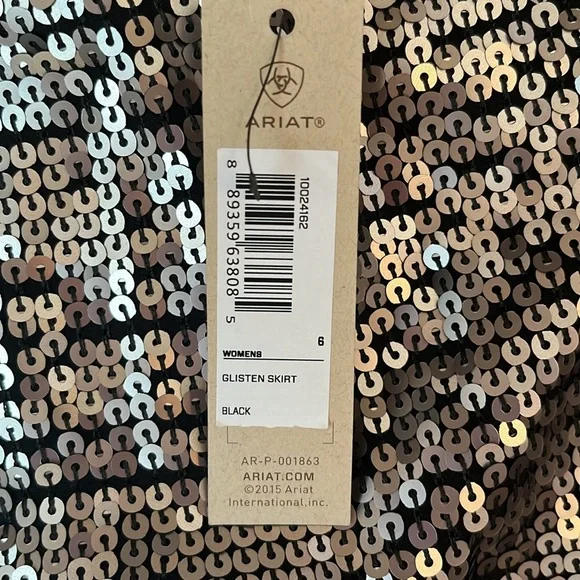 ARIAT®
10024162
8 89359 63808 5
6
WOMENS
GLISTEN SKIRT
BLACK
AR-P-001863
ARIAT.COM
©2015 Ariat
International, inc.